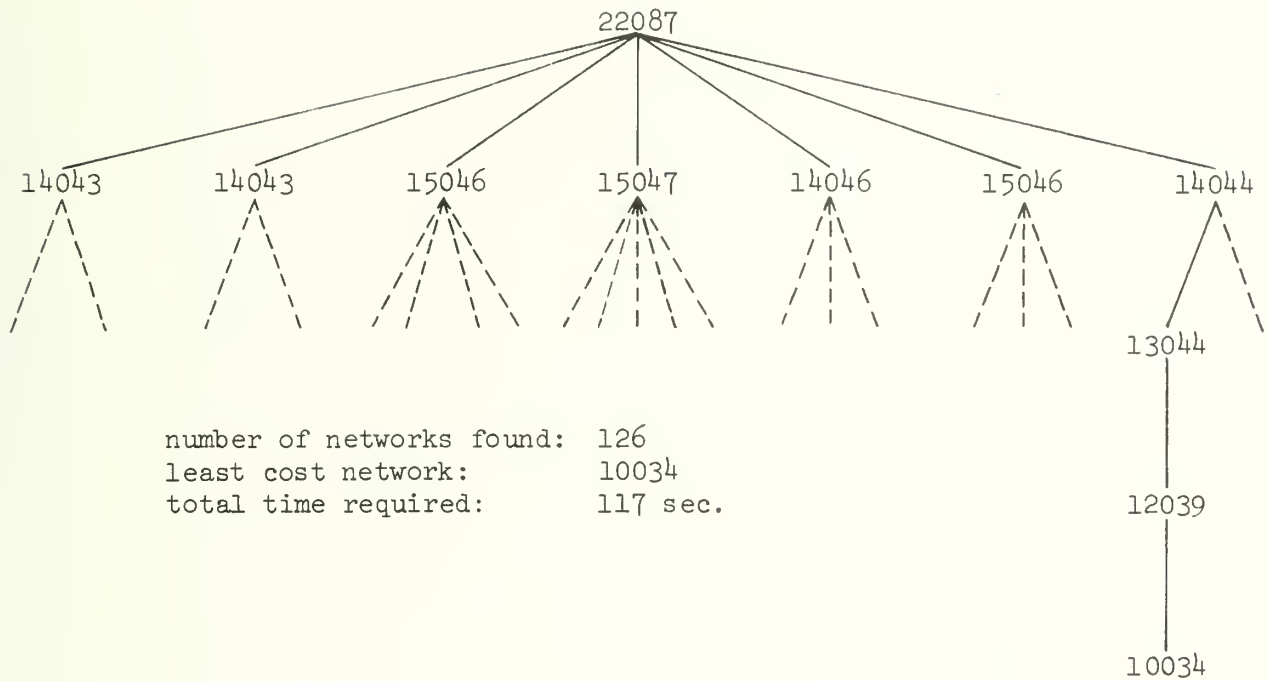 22087
14043 14043 15046 15047 14046 15046 14044
13044
number of networks found: 126
least cost network: 10034
total time required: 117 sec.
12039
10034